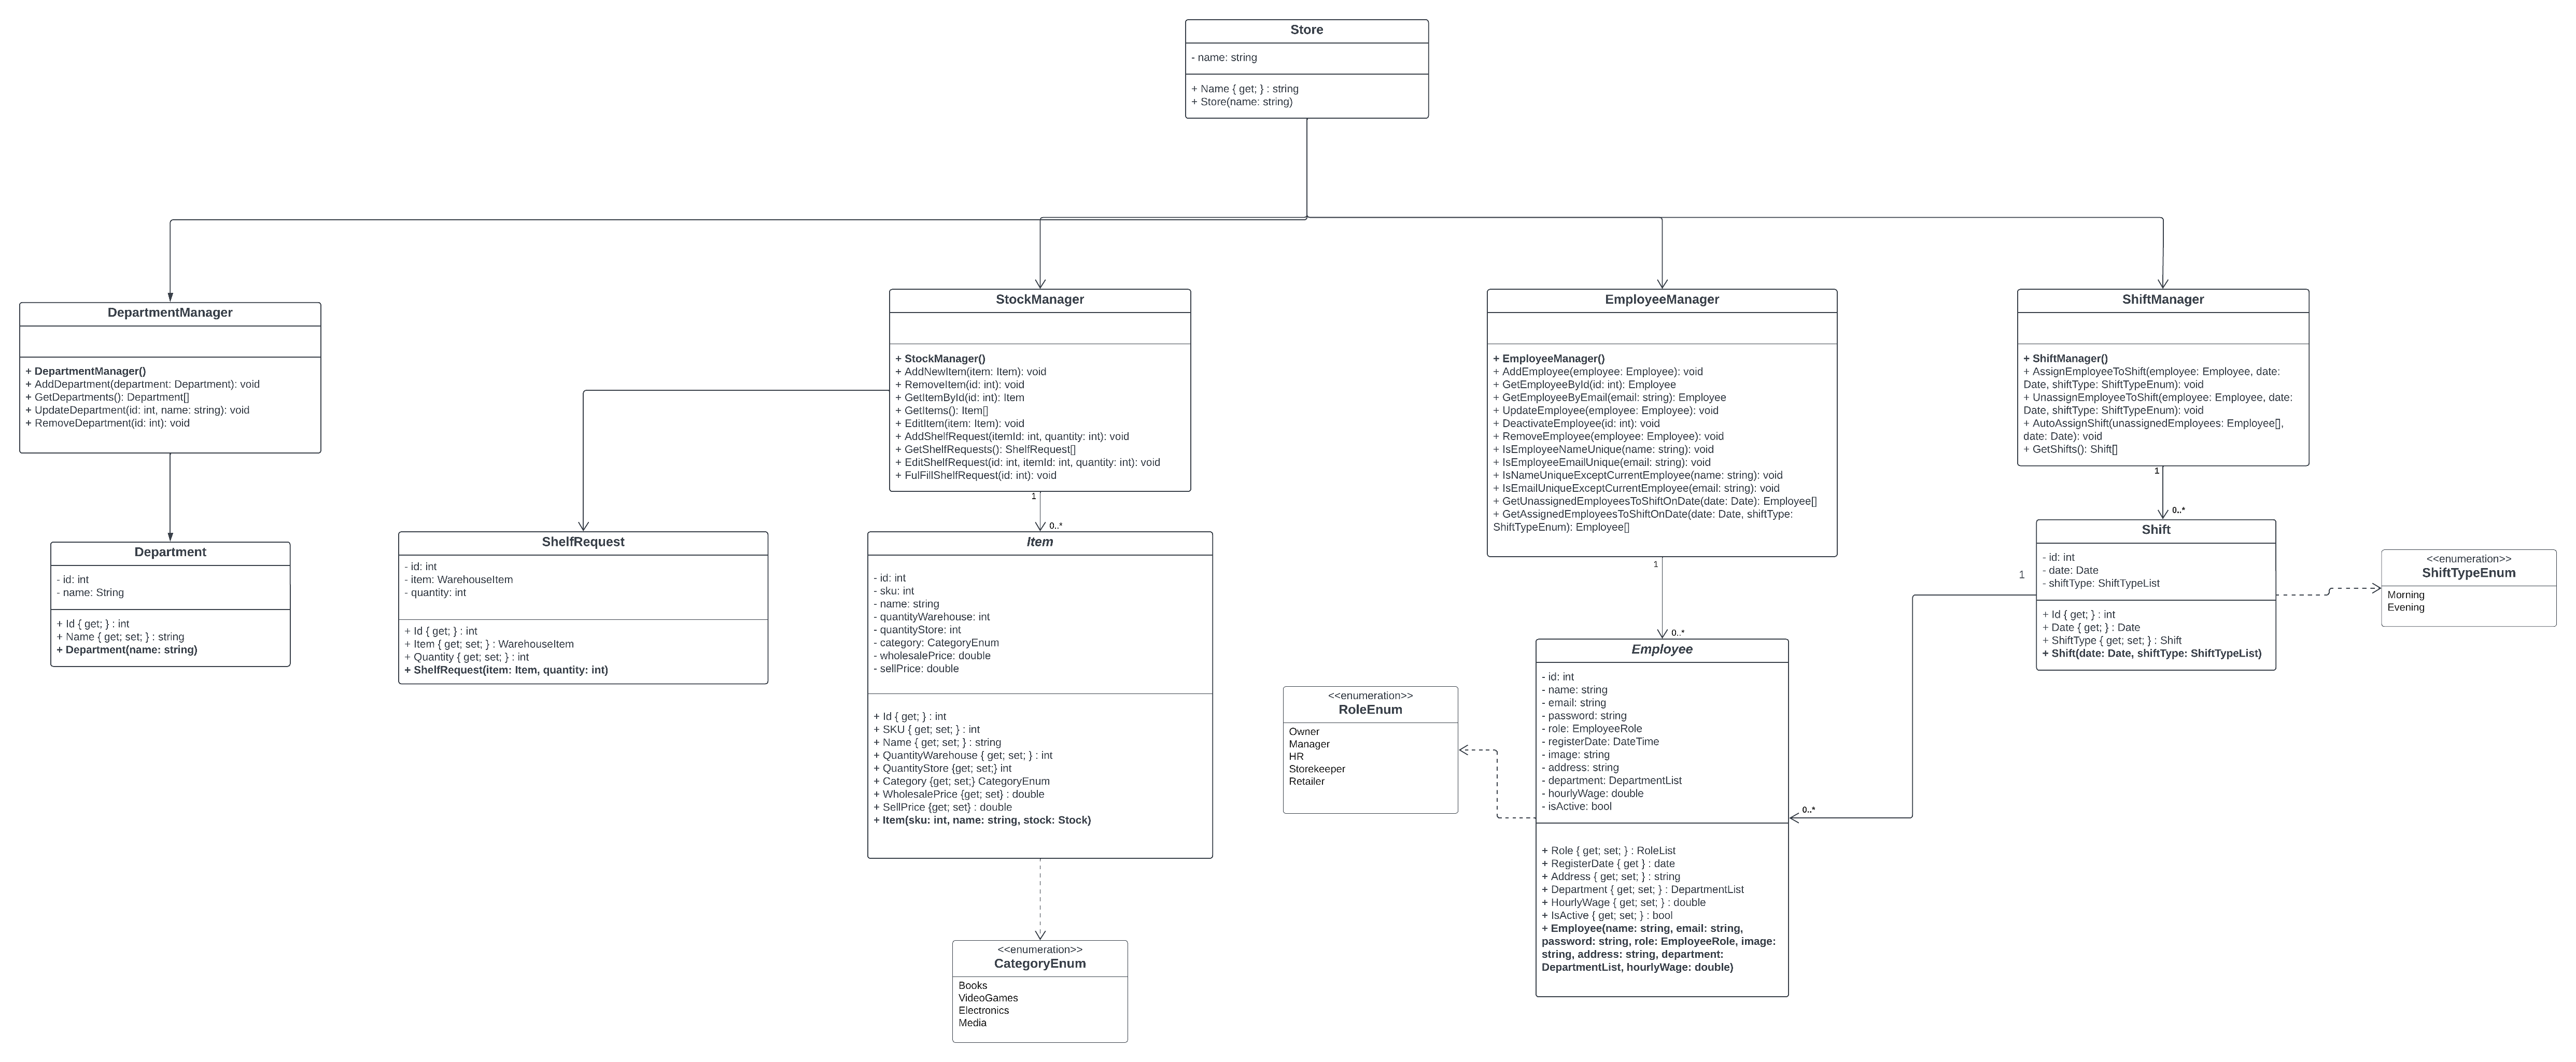 Store
- name: string
+ Name { get; } : string
+ Store(name: string)
DepartmentManager
+ DepartmentManager()
+ AddDepartment(department: Department): void
+ GetDepartments(): Department[]
+ UpdateDepartment(id: int, name: string): void
+ RemoveDepartment(id: int): void
StockManager
+ StockManager()
+ AddNewItem(item: Item): void
+ RemoveItem(id: int): void
+ GetItemById(id: int): Item
+ GetItems(): Item[]
+ EditItem(item: Item): void
+ AddShelfRequest(itemId: int, quantity: int): void
+ GetShelfRequests(): ShelfRequest[]
+ EditShelfRequest(id: int, itemId: int, quantity: int): void
+ FulFillShelfRequest(id: int): void
1
0..*
EmployeeManager
+ EmployeeManager()
+ AddEmployee(employee: Employee): void
+ GetEmployeeById(id: int): Employee
+ GetEmployeeByEmail(email: string): Employee
+ UpdateEmployee(employee: Employee): void
+ DeactivateEmployee(id: int): void
+ RemoveEmployee(employee: Employee): void
+ IsEmployeeNameUnique(name: string): void
+ IsEmployeeEmailUnique(email: string): void
+ IsNameUniqueExceptCurrentEmployee(name: string): void
+ IsEmailUniqueExceptCurrentEmployee(email: string): void
+ GetUnassignedEmployeesToShiftOnDate(date: Date): Employee[]
+ GetAssignedEmployeesToShiftOnDate(date: Date, shiftType:
ShiftTypeEnum): Employee[]
1
0..*
ShiftManager
+ ShiftManager()
+ AssignEmployeeToShift(employee: Employee, date:
Date, shiftType: ShiftTypeEnum): void
+ UnassignEmployeeToShift(employee: Employee, date:
Date, shiftType: ShiftTypeEnum): void
+ AutoAssignShift(unassignedEmployees: Employee[],
date: Date): void
+ GetShifts(): Shift[]
1
0..*
Department
- id: int
- name: String
+ Id { get; } : int
+ Name { get; set; } : string
+ Department(name: string)
ShelfRequest
- id: int
- item: WarehouseItem
- quantity: int
+ Id { get; } : int
+ Item { get; set; } : WarehouseItem
+ Quantity { get; set; } : int
+ ShelfRequest(item: Item, quantity: int)
Item
- id: int
- sku: int
- name: string
- quantityWarehouse: int
- quantityStore: int
- category: CategoryEnum
- wholesalePrice: double
- sellPrice: double
+ Id { get; } : int
+ SKU { get; set; } : int
+ Name { get; set; } : string
+ QuantityWarehouse { get; set; } : int
+ QuantityStore {get; set;} int
+ Category {get; set;} CategoryEnum
+ WholesalePrice {get; set} : double
+ SellPrice {get; set} : double
+ Item(sku: int, name: string, stock: Stock)
Shift
- id: int
- date: Date
- shiftType: ShiftTypeList
+ Id { get; } : int
+ Date { get; } : Date
+ ShiftType { get; set; } : Shift
+ Shift(date: Date, shiftType: ShiftTypeList)
1
0..*
<<enumeration>>
ShiftTypeEnum
Morning
Evening
<<enumeration>>
RoleEnum
Owner
Manager
HR
Storekeeper
Retailer
Employee
- id: int
- name: string
- email: string
- password: string
- role: EmployeeRole
- registerDate: DateTime
- image: string
- address: string
- department: DepartmentList
- hourlyWage: double
- isActive: bool
+ Role { get; set; } : RoleList
+ RegisterDate { get } : date
+ Address { get; set; } : string
+ Department { get; set; } : DepartmentList
+ HourlyWage { get; set; } : double
+ IsActive { get; set; } : bool
+ Employee(name: string, email: string,
password: string, role: EmployeeRole, image:
string, address: string, department:
DepartmentList, hourlyWage: double)
<<enumeration>>
CategoryEnum
Books
VideoGames
Electronics
Media